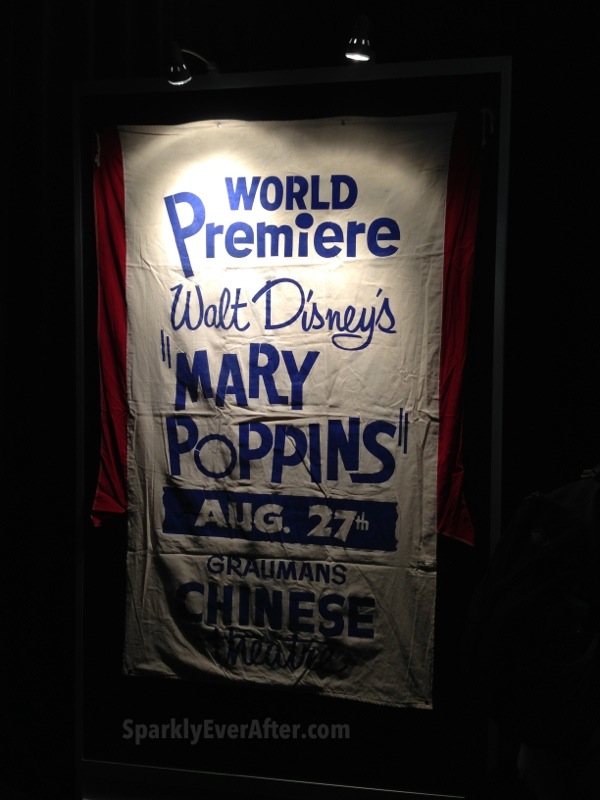 WORLD
Premiere
Walt Disney's
"MARY
POPPINS"
AUG. 27th
GRAUMANS
CHINESE
theatre
SparklyEverAfter.com